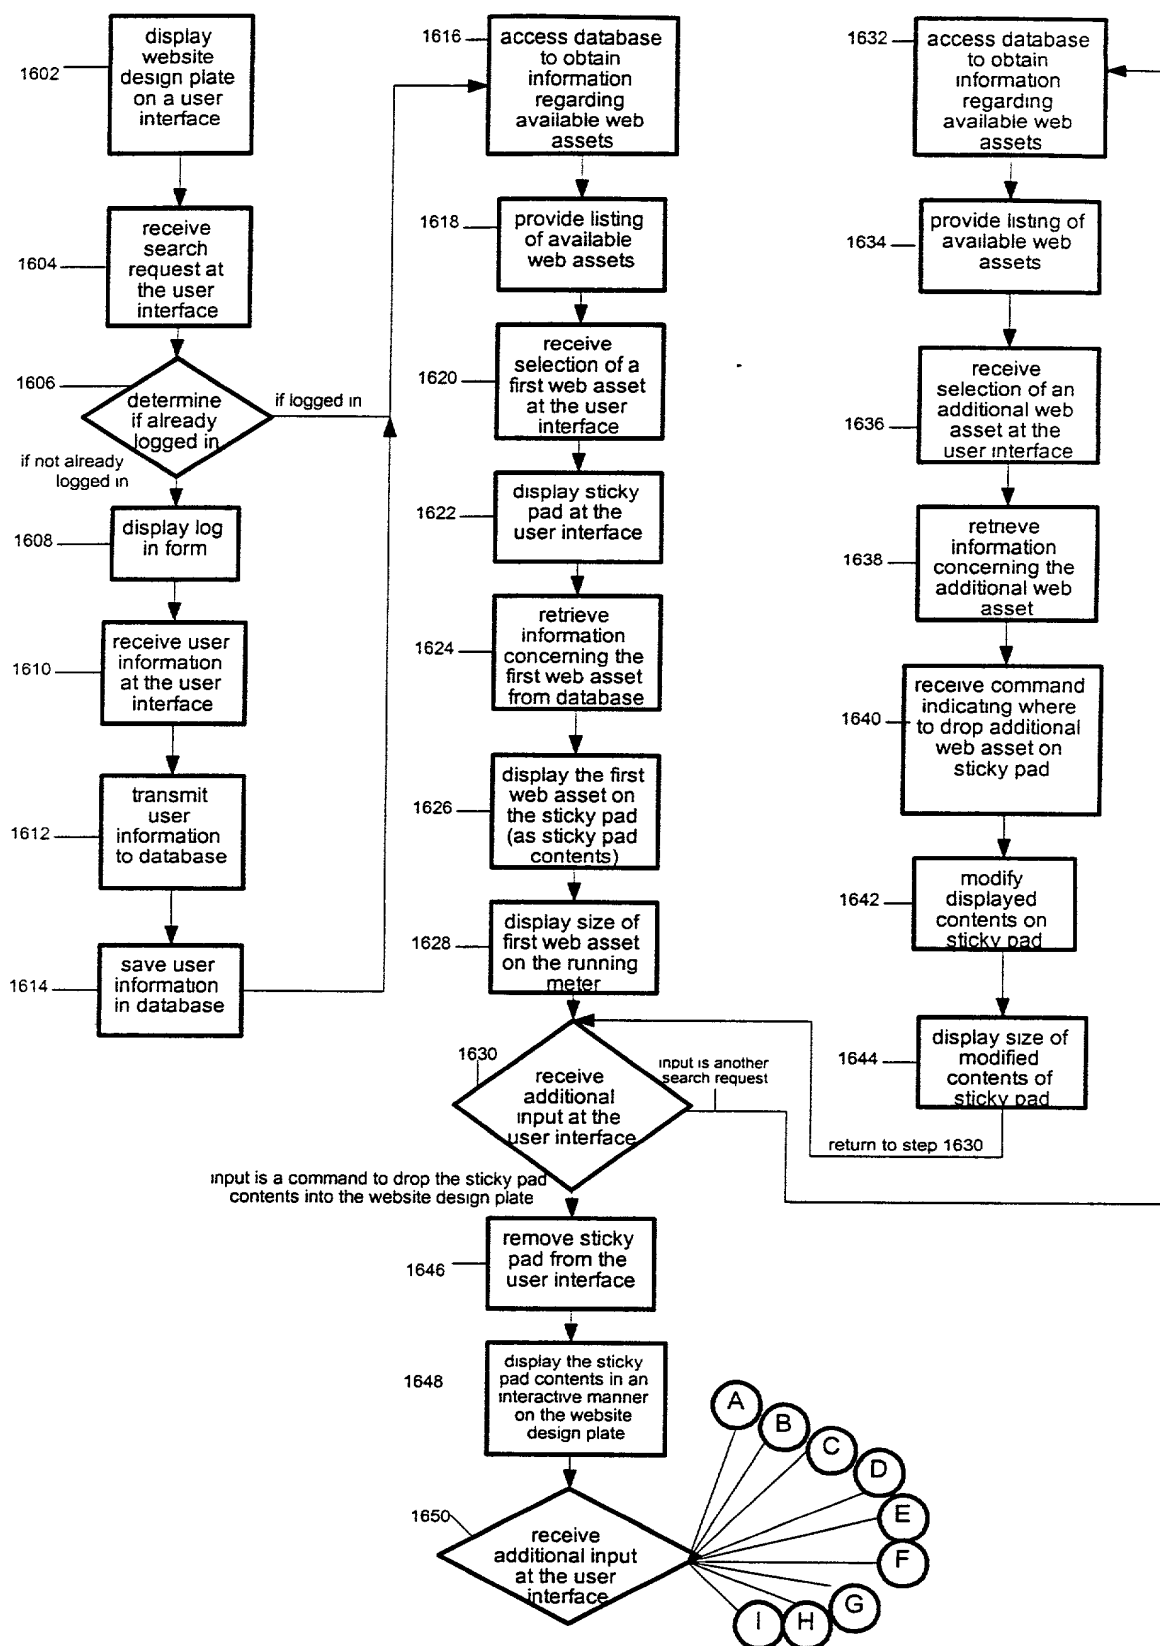 display
website
design plate
on a user
interface
1602
receive
search
request at
the user
interface
1604
1606
determine
if already
logged in
if logged in
if not already
logged in
display log
in form
1608
receive user
information
at the user
interface
1610
transmit
user
information
to database
1612
save user
information
in database
1614
1616
access database
to obtain
information
regarding
available web
assets
1618
provide listing
of available
web assets
receive
selection of a
first web asset
at the user
interface
1620
display sticky
pad at the
user interface
1622
retrieve
information
concerning the
first web asset
from database
1624
display the first
web asset on
the sticky pad
(as sticky pad
contents)
1626
display size of
first web asset
on the running
meter
1628
1630
receive
additional
input at the
user interface
input is another
search request
input is a command to drop the sticky pad
contents into the website design plate
remove sticky
pad from the
user interface
1646
display the sticky
pad contents in an
interactive manner
on the website
design plate
1648
1650
receive
additional input
at the user
interface
A
B
C
D
E
F
G
H
I
1632
access database
to obtain
information
regarding
available web
assets
provide listing of
available web
assets
1634
receive
selection of an
additional web
asset at the
user interface
1636
retrieve
information
concerning the
additional web
asset
1638
receive command
indicating where
to drop additional
web asset on
sticky pad
1640
modify
displayed
contents on
sticky pad
1642
display size of
modified
contents of
sticky pad
1644
return to step 1630